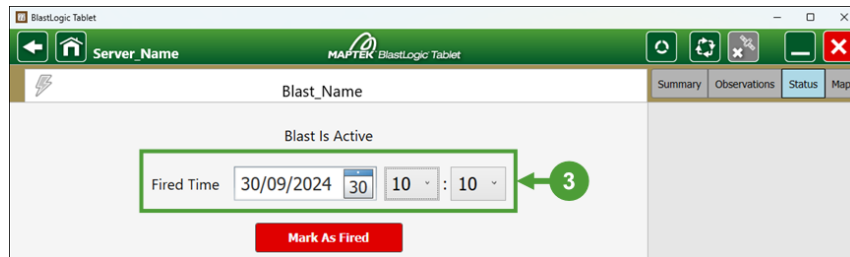 BlastLogic Tablet
Server_Name
MAPTEK BlastLogic Tablet
Blast_Name
Summary Observations Status Map
Blast Is Active
Fired Time 30/09/2024 30 10 : 10 3
Mark As Fired